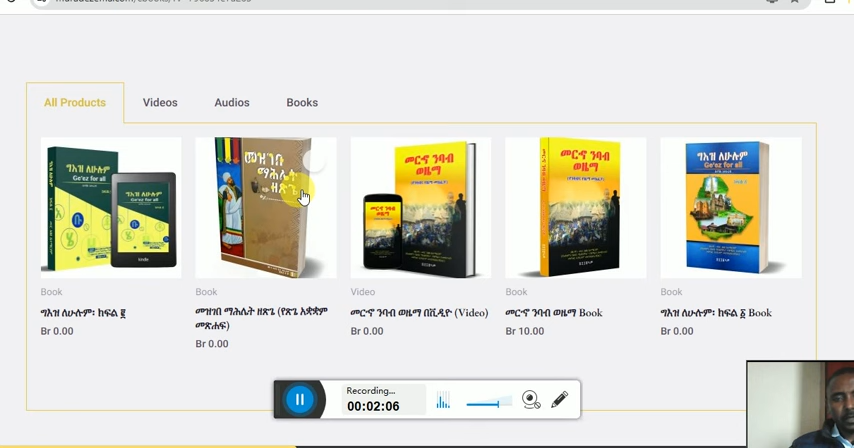 All Products
Videos
Audios
Books
ግእዝ ለሁሉም
Ge'ez for all
ግእዝ ለሁሉም
Ge'ez for all
kindle
መዝገበ
ማሕሌት
ዘጽጌ
መርኆ ንባብ
ወዜማ
መርኆ ንባብ
ወዜማ
መርኆ ንባብ
ወዜማ
ግእዝ ለሁሉም
Ge'ez for all
Book
ግእዝ ለሁሉም፡ ክፍል ፪
Br 0.00
Book
መዝገበ ማሕሌት ዘጽጌ (የጽጌ አቋቋም
መጽሐፍ)
Br 0.00
Video
መርኆ ንባብ ወዜማ በቪዲዮ (Video)
Br 0.00
Book
መርኆ ንባብ ወዜማ Book
Br 10.00
Book
ግእዝ ለሁሉም፡ ክፍል ፩ Book
Br 0.00
Recording...
00:02:06